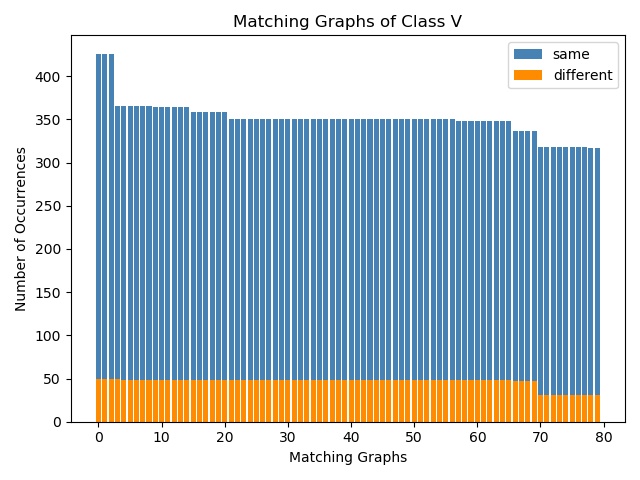 Matching Graphs of Class V
same
different
Number of Occurrences
400
350
300
250
200
150
100
50
0
0 10 20 30 40 50 60 70 80
Matching Graphs